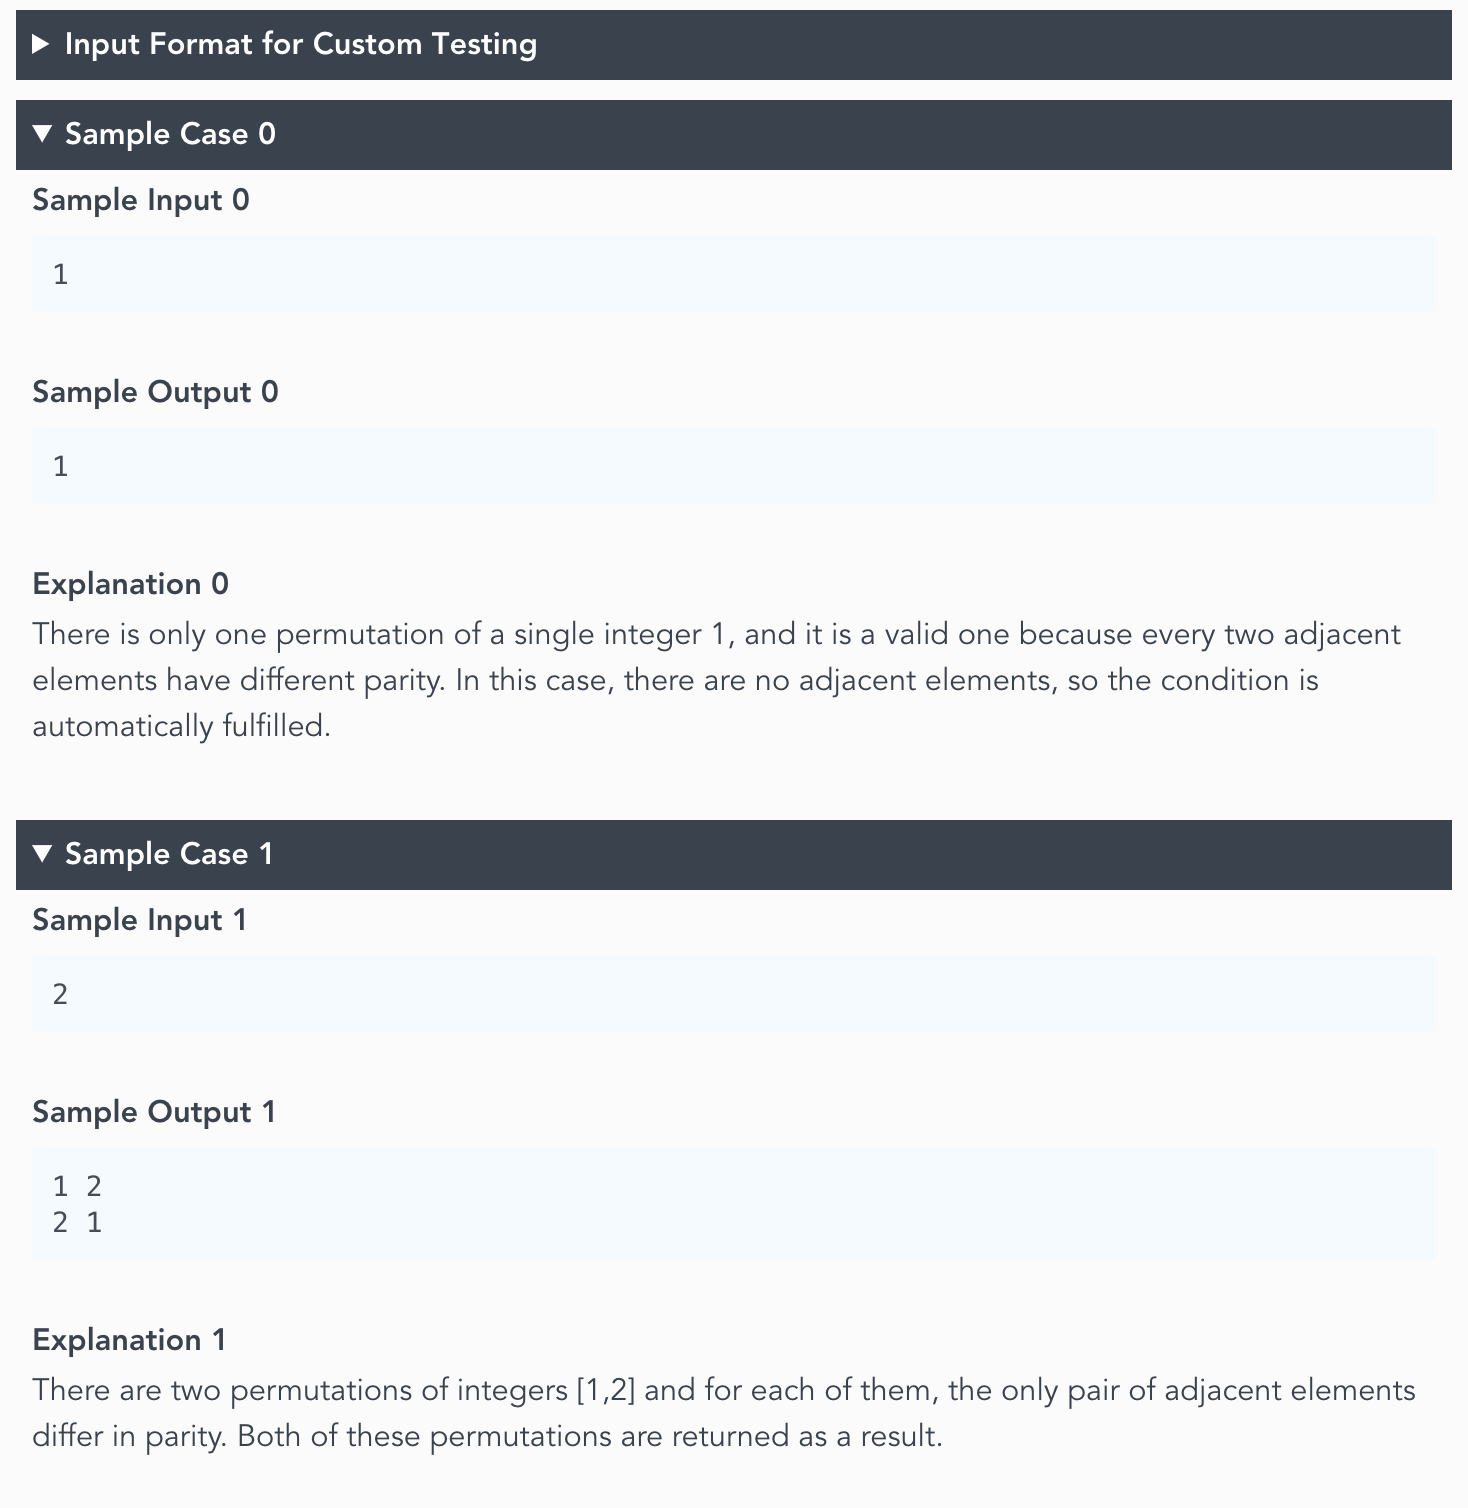 Input Format for Custom Testing
Sample Case 0
Sample Input 0
1
Sample Output 0
1
Explanation 0
There is only one permutation of a single integer 1, and it is a valid one because every two adjacent
elements have different parity. In this case, there are no adjacent elements, so the condition is
automatically fulfilled.
Sample Case 1
Sample Input 1
2
Sample Output 1
1 2
2 1
Explanation 1
There are two permutations of integers [1,2] and for each of them, the only pair of adjacent elements
differ in parity. Both of these permutations are returned as a result.